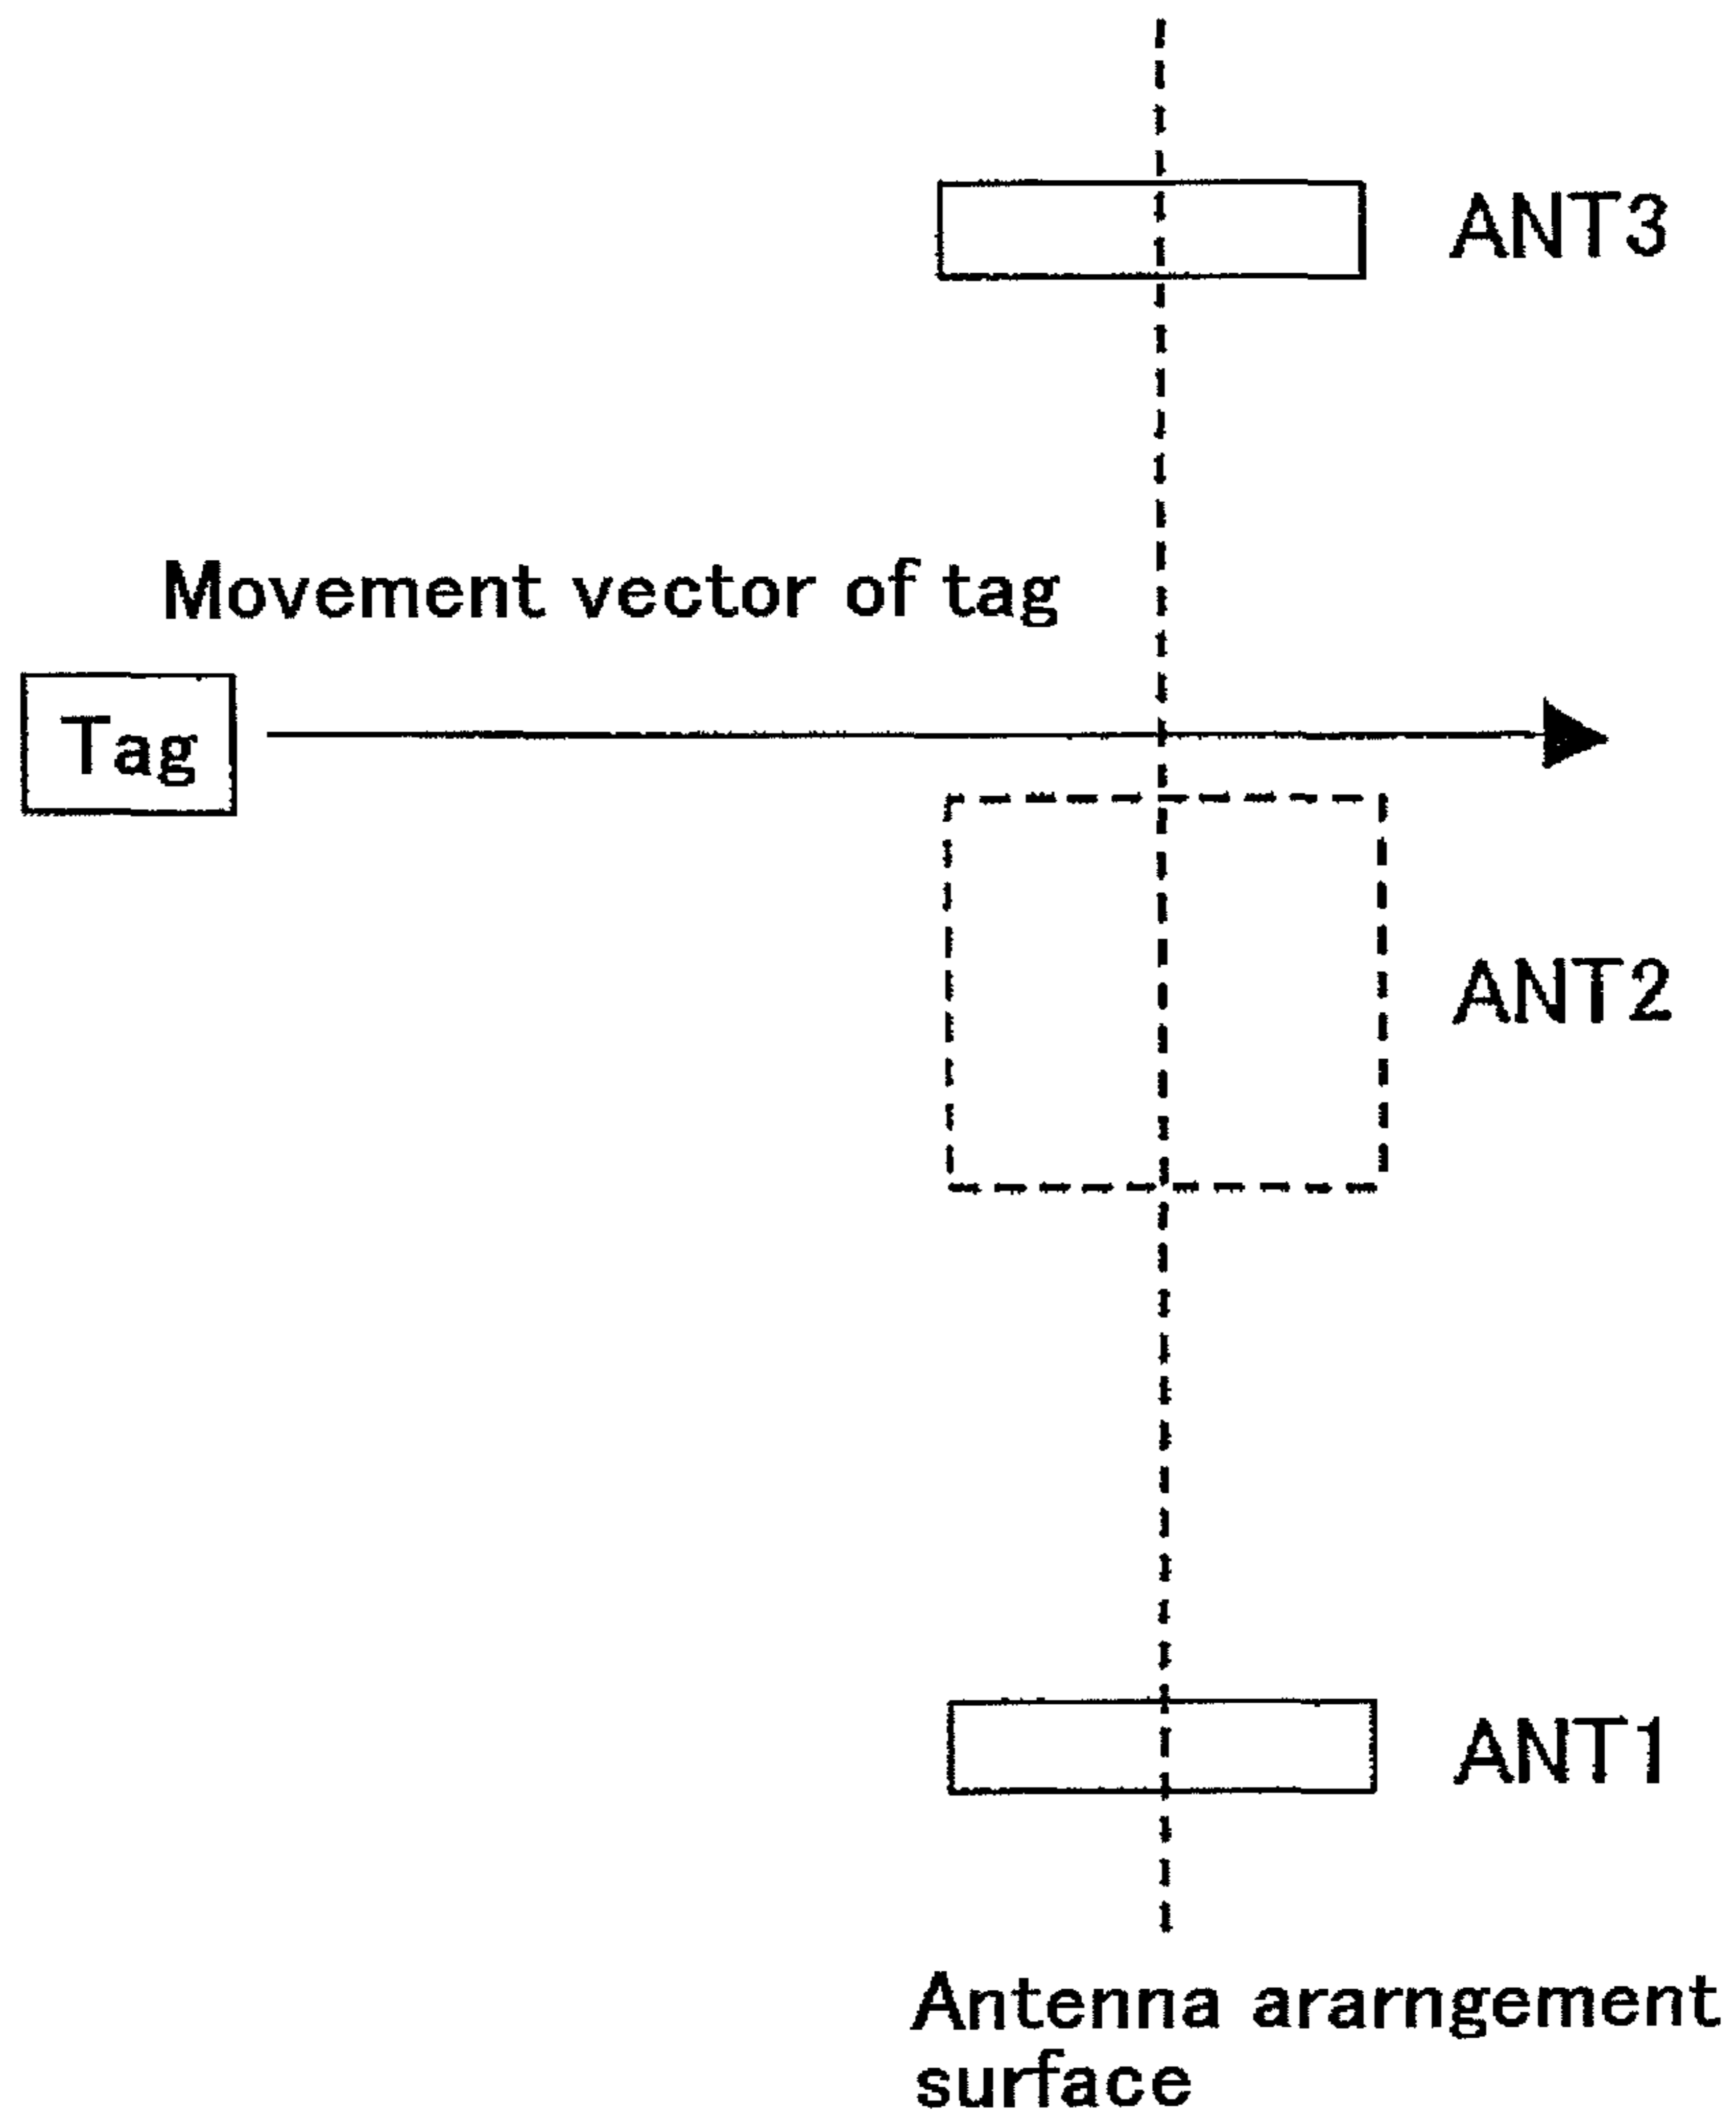 ANT3
Movement vector of tag
Tag
ANT2
ANT1
Antenna ararngement
surface